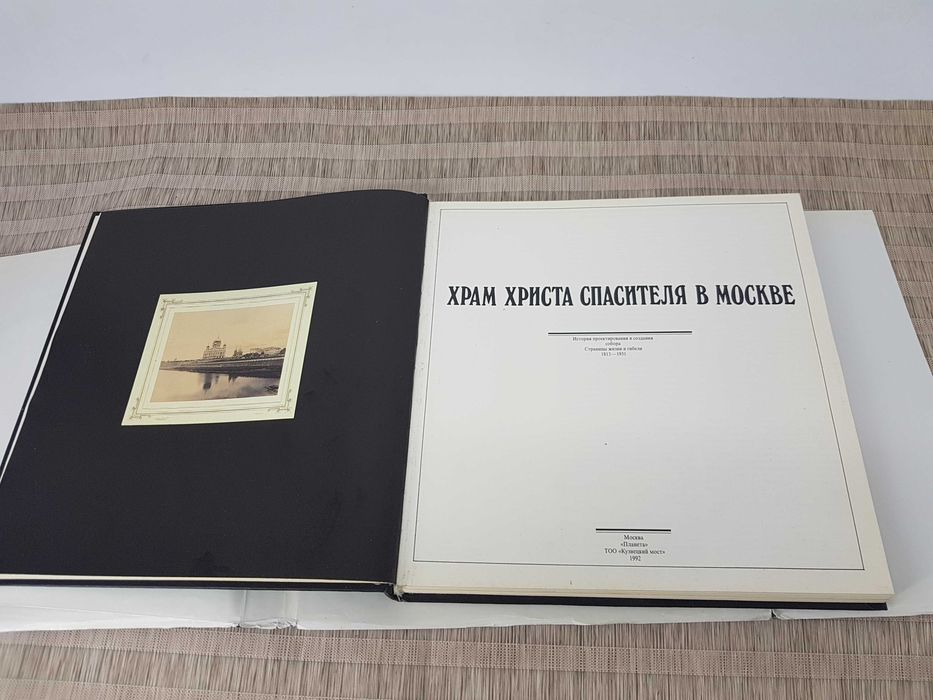 ХРАМ ХРИСТА СПАСИТЕЛЯ В МОСКВЕ
История проектирования и создания
собора
Страницы жизни и гибели
1813—1931
Москва
«Планета»
ТОО «Кузнецкий мост»
1992